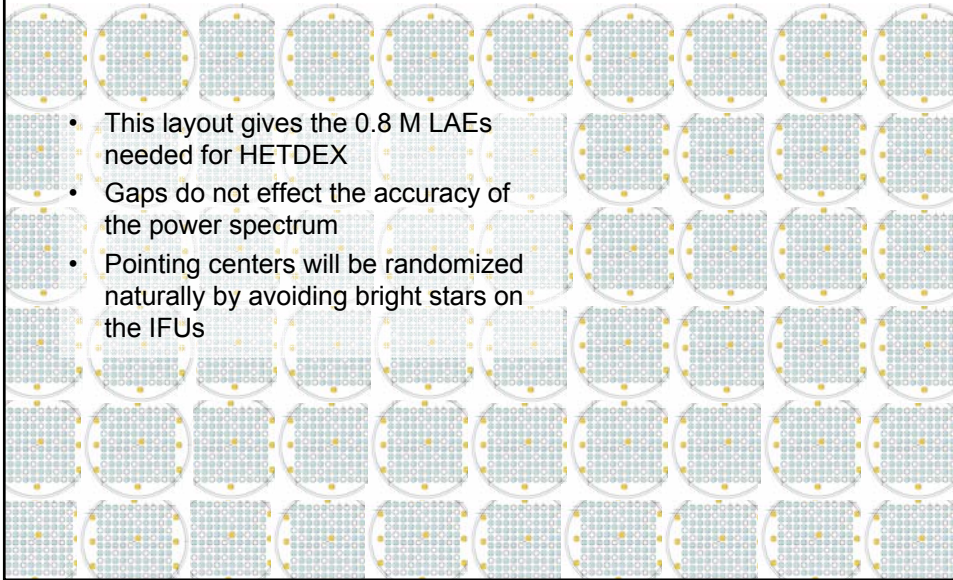 • This layout gives the 0.8 M LAEs
needed for HETDEX
• Gaps do not effect the accuracy of
the power spectrum
• Pointing centers will be randomized
naturally by avoiding bright stars on
the IFUs